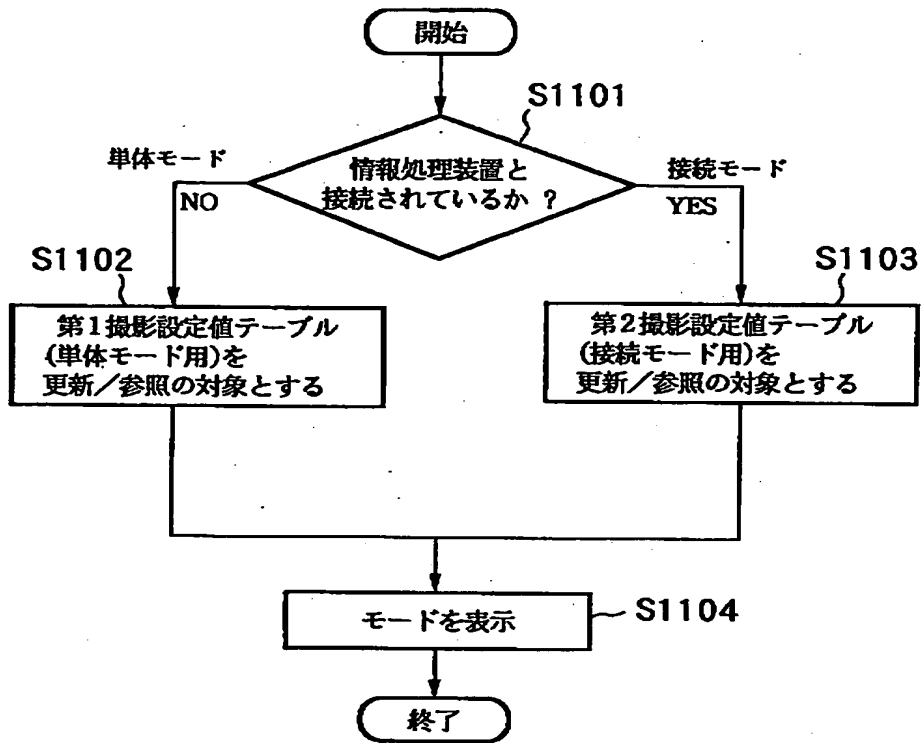 開始
S1101
情報処理装置と
接続されているか ?
単体モード
NO
接続モード
YES
S1102
第1撮影設定値テーブル
(単体モード用)を
更新／参照の対象とする
S1103
第2撮影設定値テーブル
(接続モード用)を
更新／参照の対象とする
モードを表示
S1104
終了